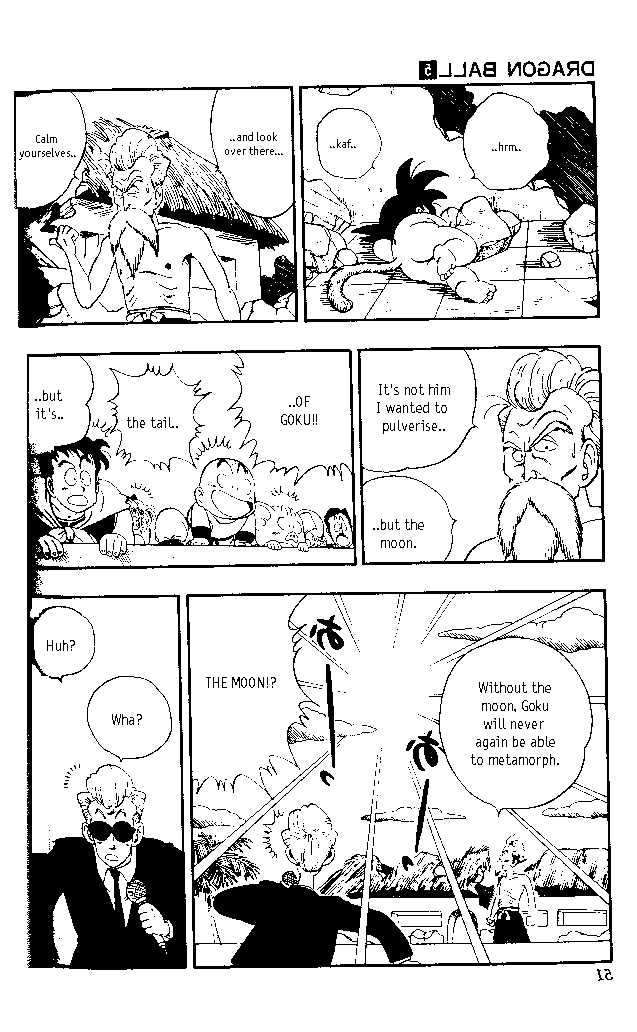 DRAGON BALL 5
Calm
yourselves..
..and look
over there...
..kaf..
..hrm..
..but
it's..
the tail..
..OF
GOKU!!
It's not him
I wanted to
pulverise..
..but the
moon.
Huh?
Wha?
THE MOON!?
Without the
moon, Goku
will never
again be able
to metamorph.
51